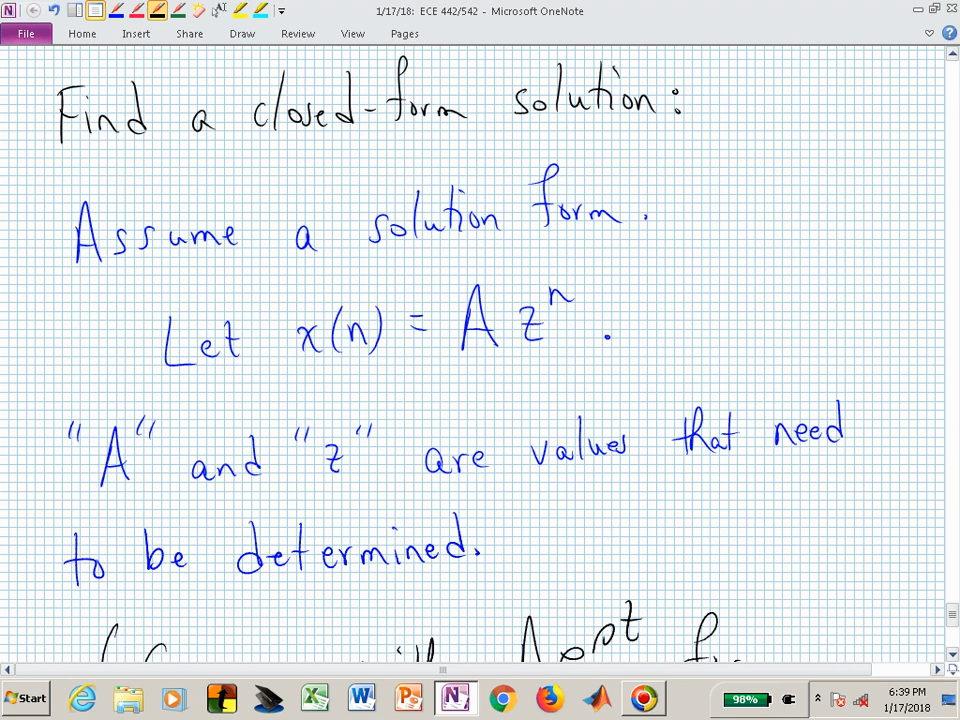 1/17/18: ECE 442/542 - Microsoft OneNote
File Home Insert Share Draw Review View Pages
Find a closed-form solution:
Assume a solution form.
Let x(n) = A zⁿ.
"A" and "z" are values that need
to be determined.
Start
98%
6:39 PM
1/17/2018